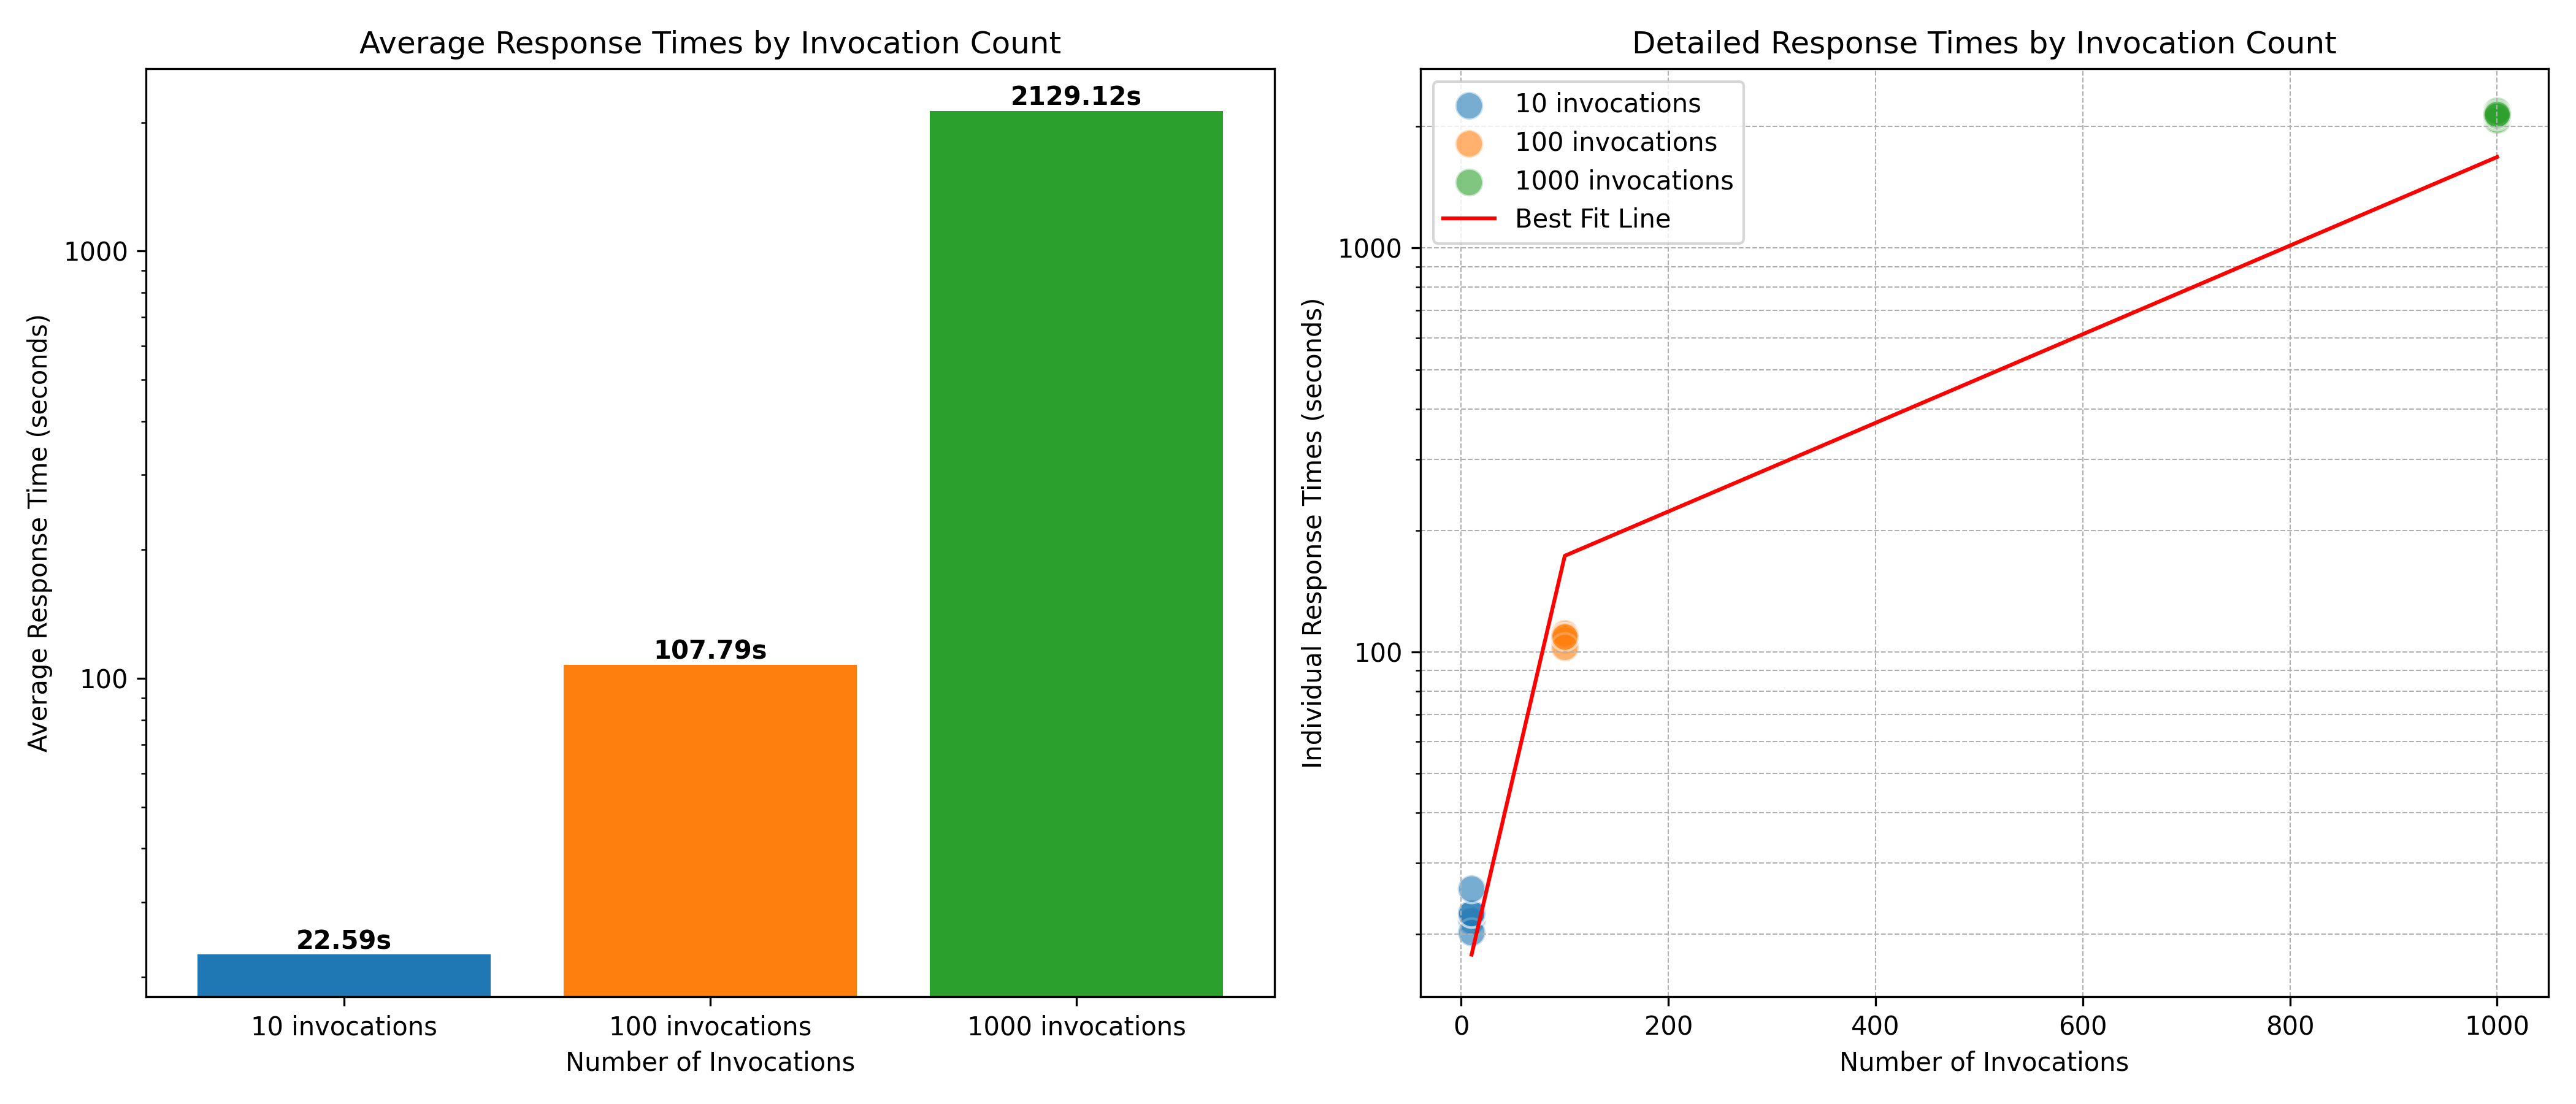 Average Response Times by Invocation Count
Average Response Time (seconds)
1000
100
22.59s
107.79s
2129.12s
10 invocations
100 invocations
1000 invocations
Number of Invocations
Detailed Response Times by Invocation Count
Individual Response Times (seconds)
1000
100
10 invocations
100 invocations
1000 invocations
Best Fit Line
0
200
400
600
800
1000
Number of Invocations